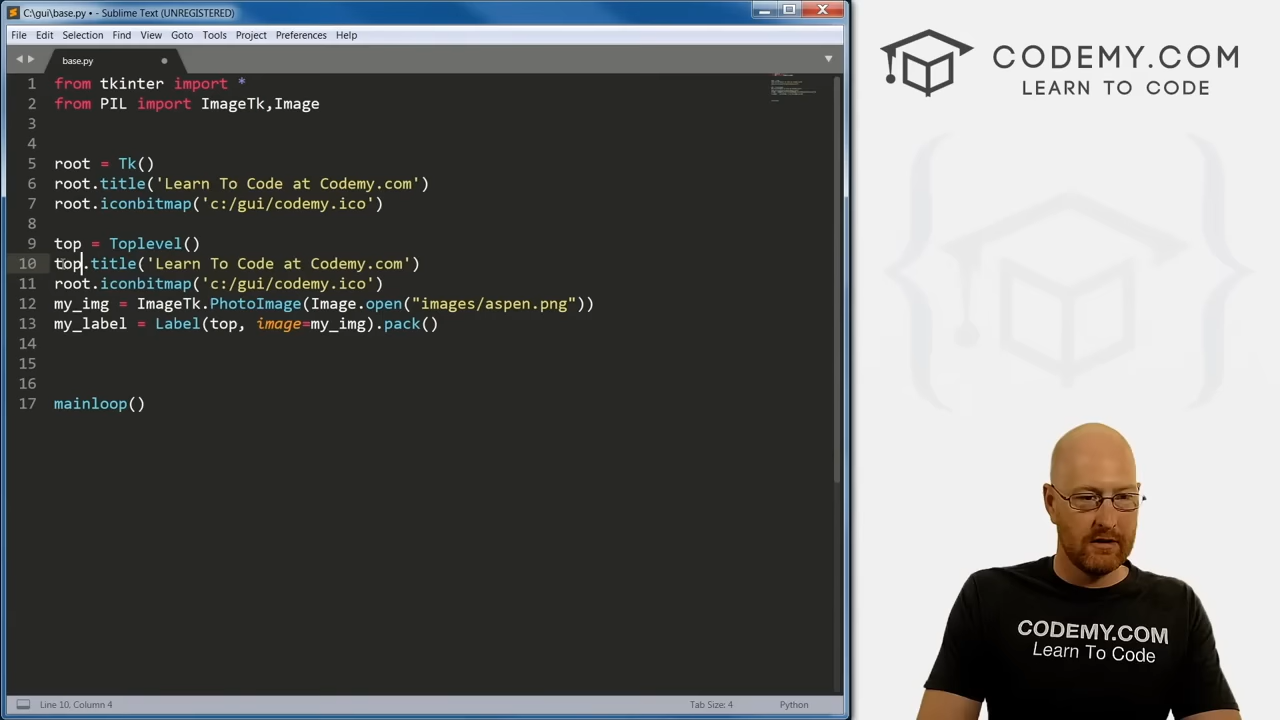 C:\gui\base.py • - Sublime Text (UNREGISTERED)
File Edit Selection Find View Goto Tools Project Preferences Help
base.py
1 from tkinter import *
2 from PIL import ImageTk,Image
3
4
5 root = Tk()
6 root.title('Learn To Code at Codemy.com')
7 root.iconbitmap('c:/gui/codemy.ico')
8
9 top = Toplevel()
10 top.title('Learn To Code at Codemy.com')
11 root.iconbitmap('c:/gui/codemy.ico')
12 my_img = ImageTk.PhotoImage(Image.open("images/aspen.png"))
13 my_label = Label(top, image=my_img).pack()
14
15
16
17 mainloop()
Line 10, Column 4
Tab Size: 4
Python
CODEMY.COM
LEARN TO CODE
CODEMY.COM
Learn To Code